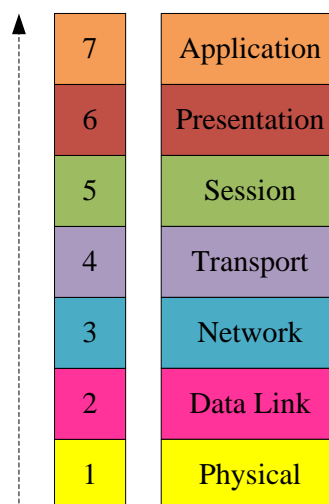 7 Application
6 Presentation
5 Session
4 Transport
3 Network
2 Data Link
1 Physical